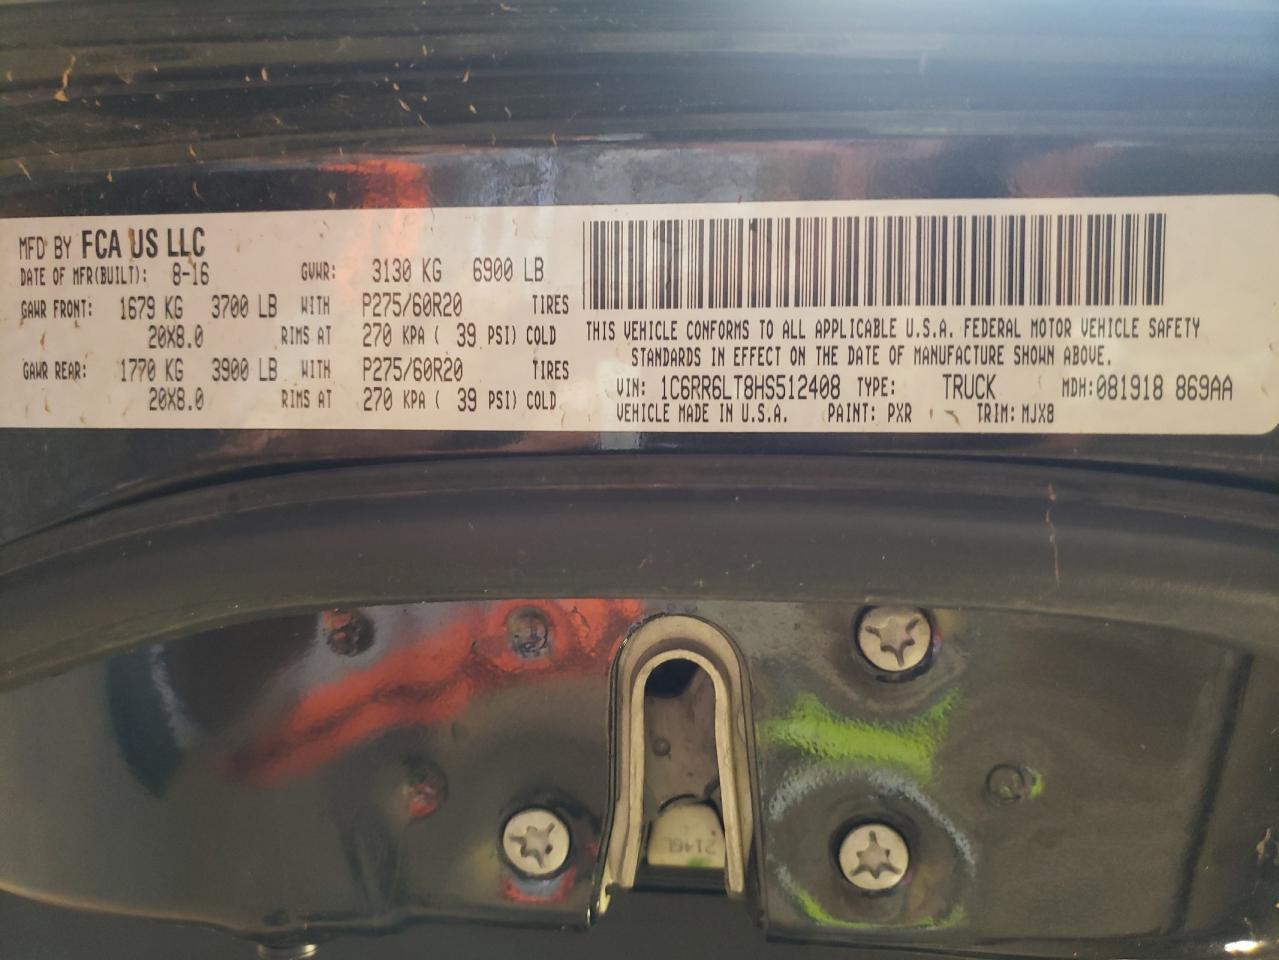 MFD BY FCA US LLC
DATE OF MFR(BUILT): 8-16 GVWR: 3130 KG 6900 LB
GAWR FRONT: 1679 KG 3700 LB WITH P275/60R20 TIRES
20X8.0 RIMS AT 270 KPA ( 39 PSI) COLD
GAWR REAR: 1770 KG 3900 LB WITH P275/60R20 TIRES
20X8.0 RIMS AT 270 KPA ( 39 PSI) COLD
THIS VEHICLE CONFORMS TO ALL APPLICABLE U.S.A. FEDERAL MOTOR VEHICLE SAFETY
STANDARDS IN EFFECT ON THE DATE OF MANUFACTURE SHOWN ABOVE.
VIN: 1C6RR6LT8HS512408 TYPE: TRUCK MDH:081918 869AA
VEHICLE MADE IN U.S.A. PAINT: PXR TRIM: MJX8